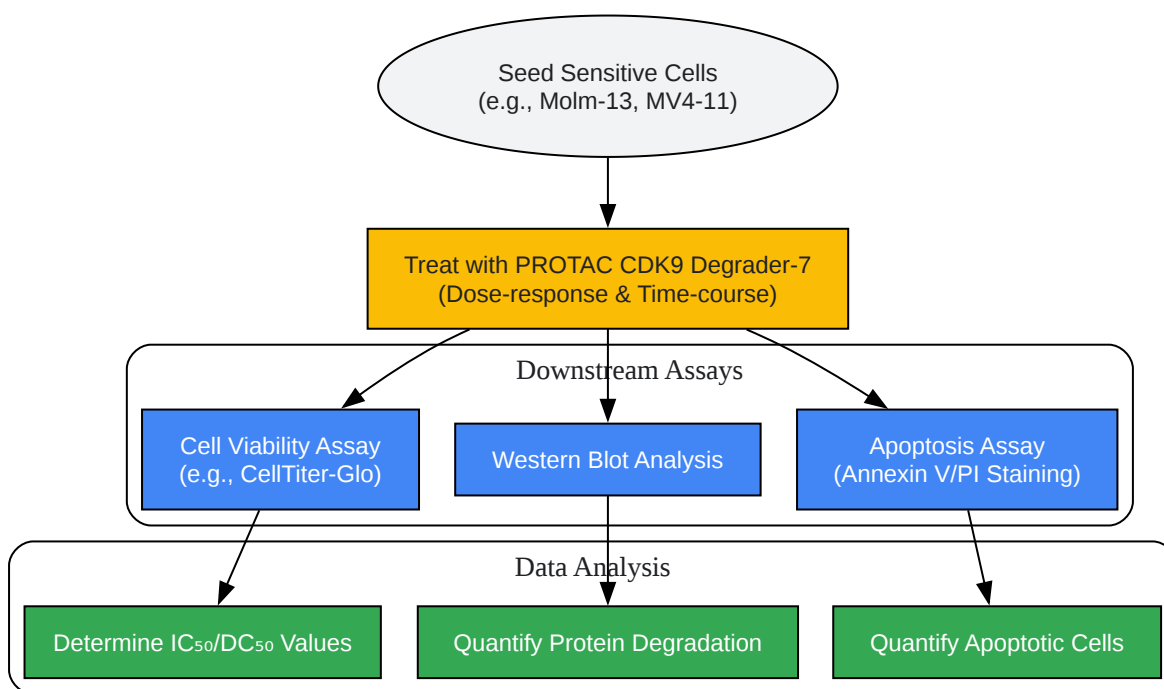 Seed Sensitive Cells
(e.g., Molm-13, MV4-11)
Treat with PROTAC CDK9 Degrader-7
(Dose-response & Time-course)
Downstream Assays
Cell Viability Assay
(e.g., CellTiter-Glo)
Western Blot Analysis
Apoptosis Assay
(Annexin V/PI Staining)
Data Analysis
Determine IC₅₀/DC₅₀ Values
Quantify Protein Degradation
Quantify Apoptotic Cells